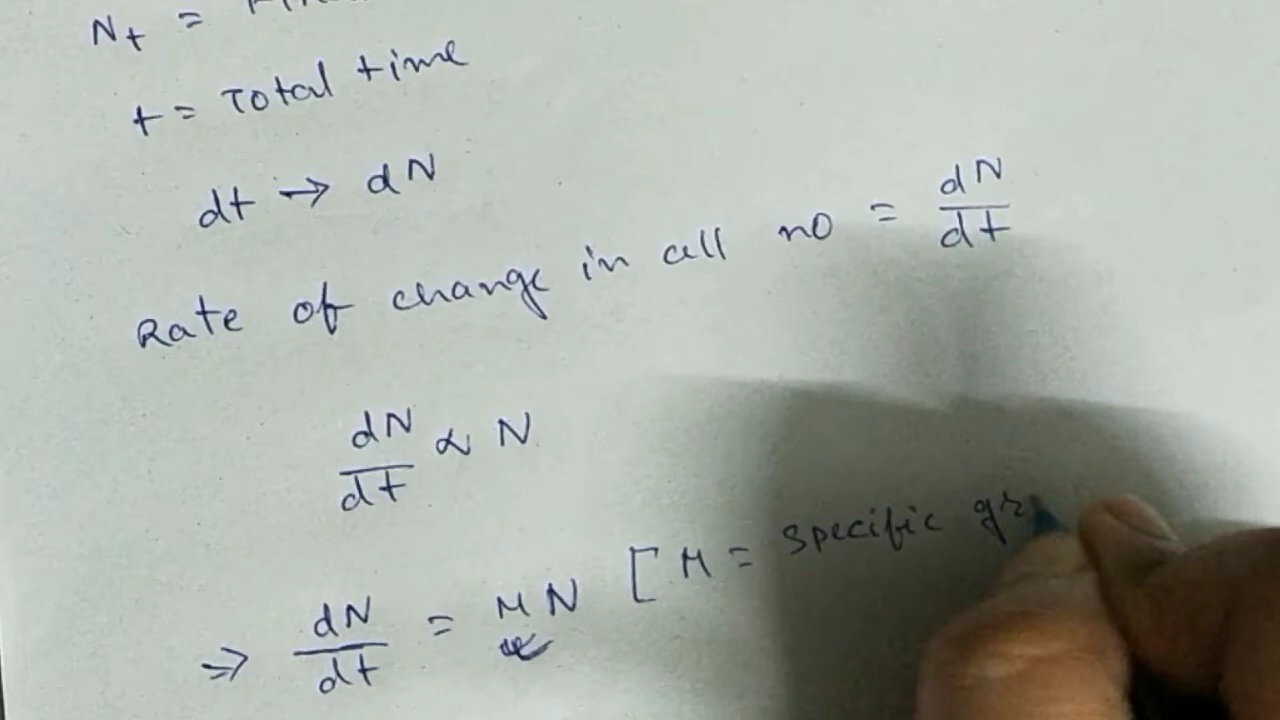 Nt =
t = Total time
dt → dN
Rate of change in cell no = dN/dt
dN/dt ∝ N
⇒ dN/dt = μN [μ = specific gr